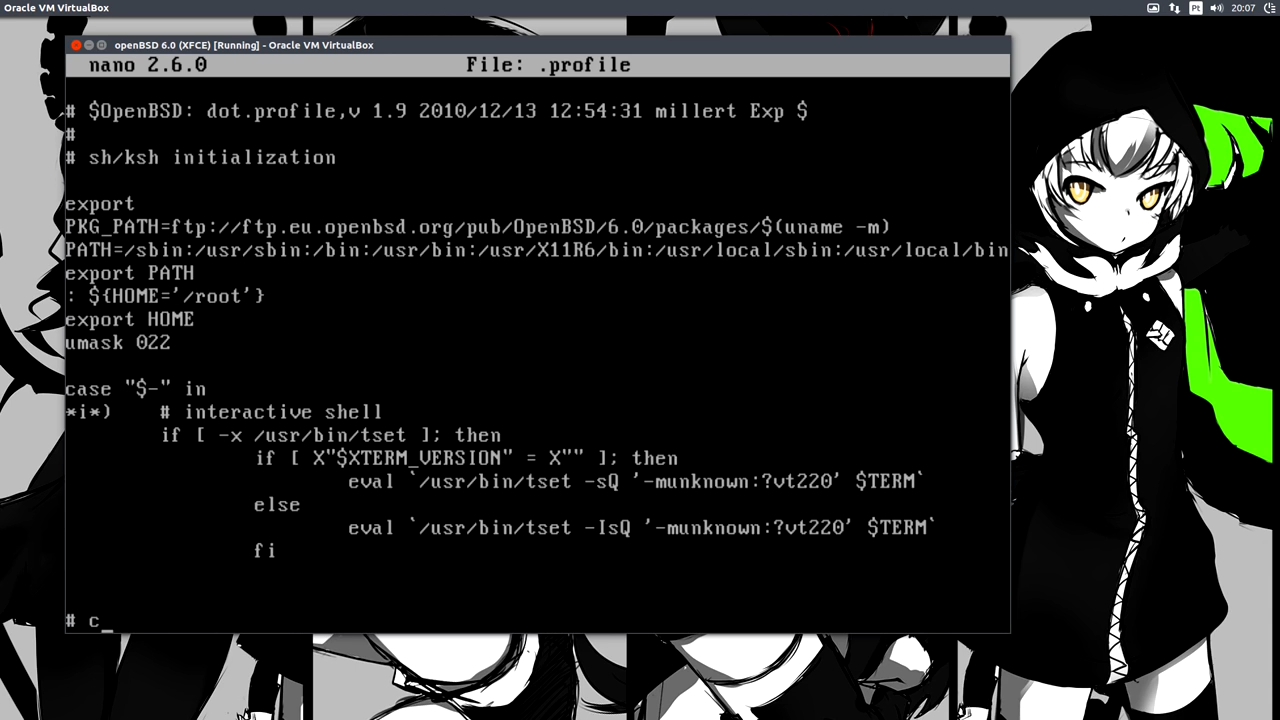 Oracle VM VirtualBox
Pt
20:07
openBSD 6.0 (XFCE) [Running] - Oracle VM VirtualBox
nano 2.6.0 File: .profile
# $OpenBSD: dot.profile,v 1.9 2010/12/13 12:54:31 millert Exp $
#
# sh/ksh initialization
export
PKG_PATH=ftp://ftp.eu.openbsd.org/pub/OpenBSD/6.0/packages/$(uname -m)
PATH=/sbin:/usr/sbin:/bin:/usr/bin:/usr/X11R6/bin:/usr/local/sbin:/usr/local/bin
export PATH
: ${HOME='/root'}
export HOME
umask 022
case "$-" in
*i*)    # interactive shell
        if [ -x /usr/bin/tset ]; then
                if [ X"$XTERM_VERSION" = X"" ]; then
                        eval `/usr/bin/tset -sQ '-munknown:?vt220' $TERM`
                else
                        eval `/usr/bin/tset -IsQ '-munknown:?vt220' $TERM`
                fi
# c_